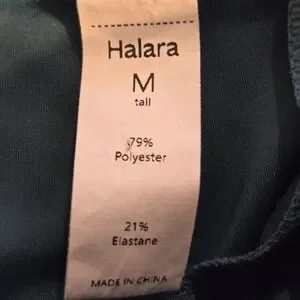 Halara
M
tall
79%
Polyester
21%
Elastane
MADE IN CHINA